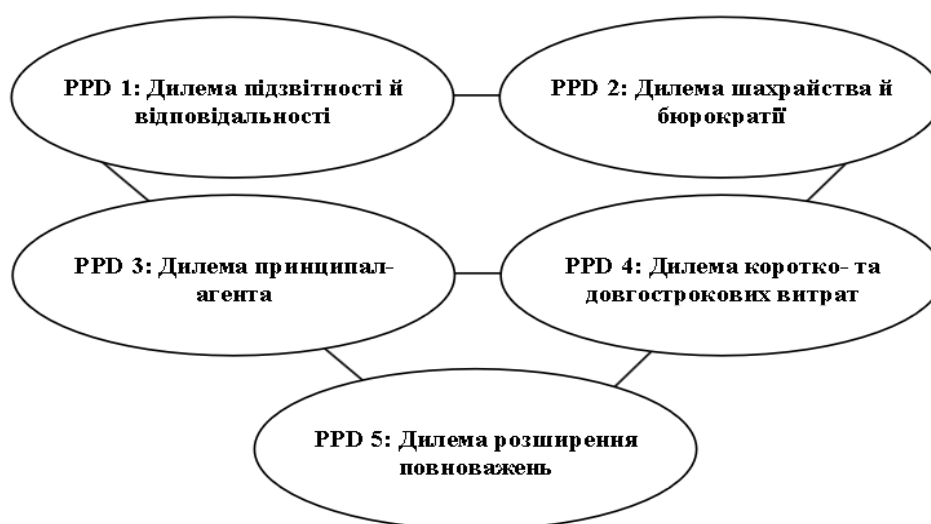 PPD 1: Дилема підзвітності й
відповідальності
PPD 2: Дилема шахрайства й
бюрократії
PPD 3: Дилема принципал-
агента
PPD 4: Дилема коротко- та
довгострокових витрат
PPD 5: Дилема розширення
повноважень